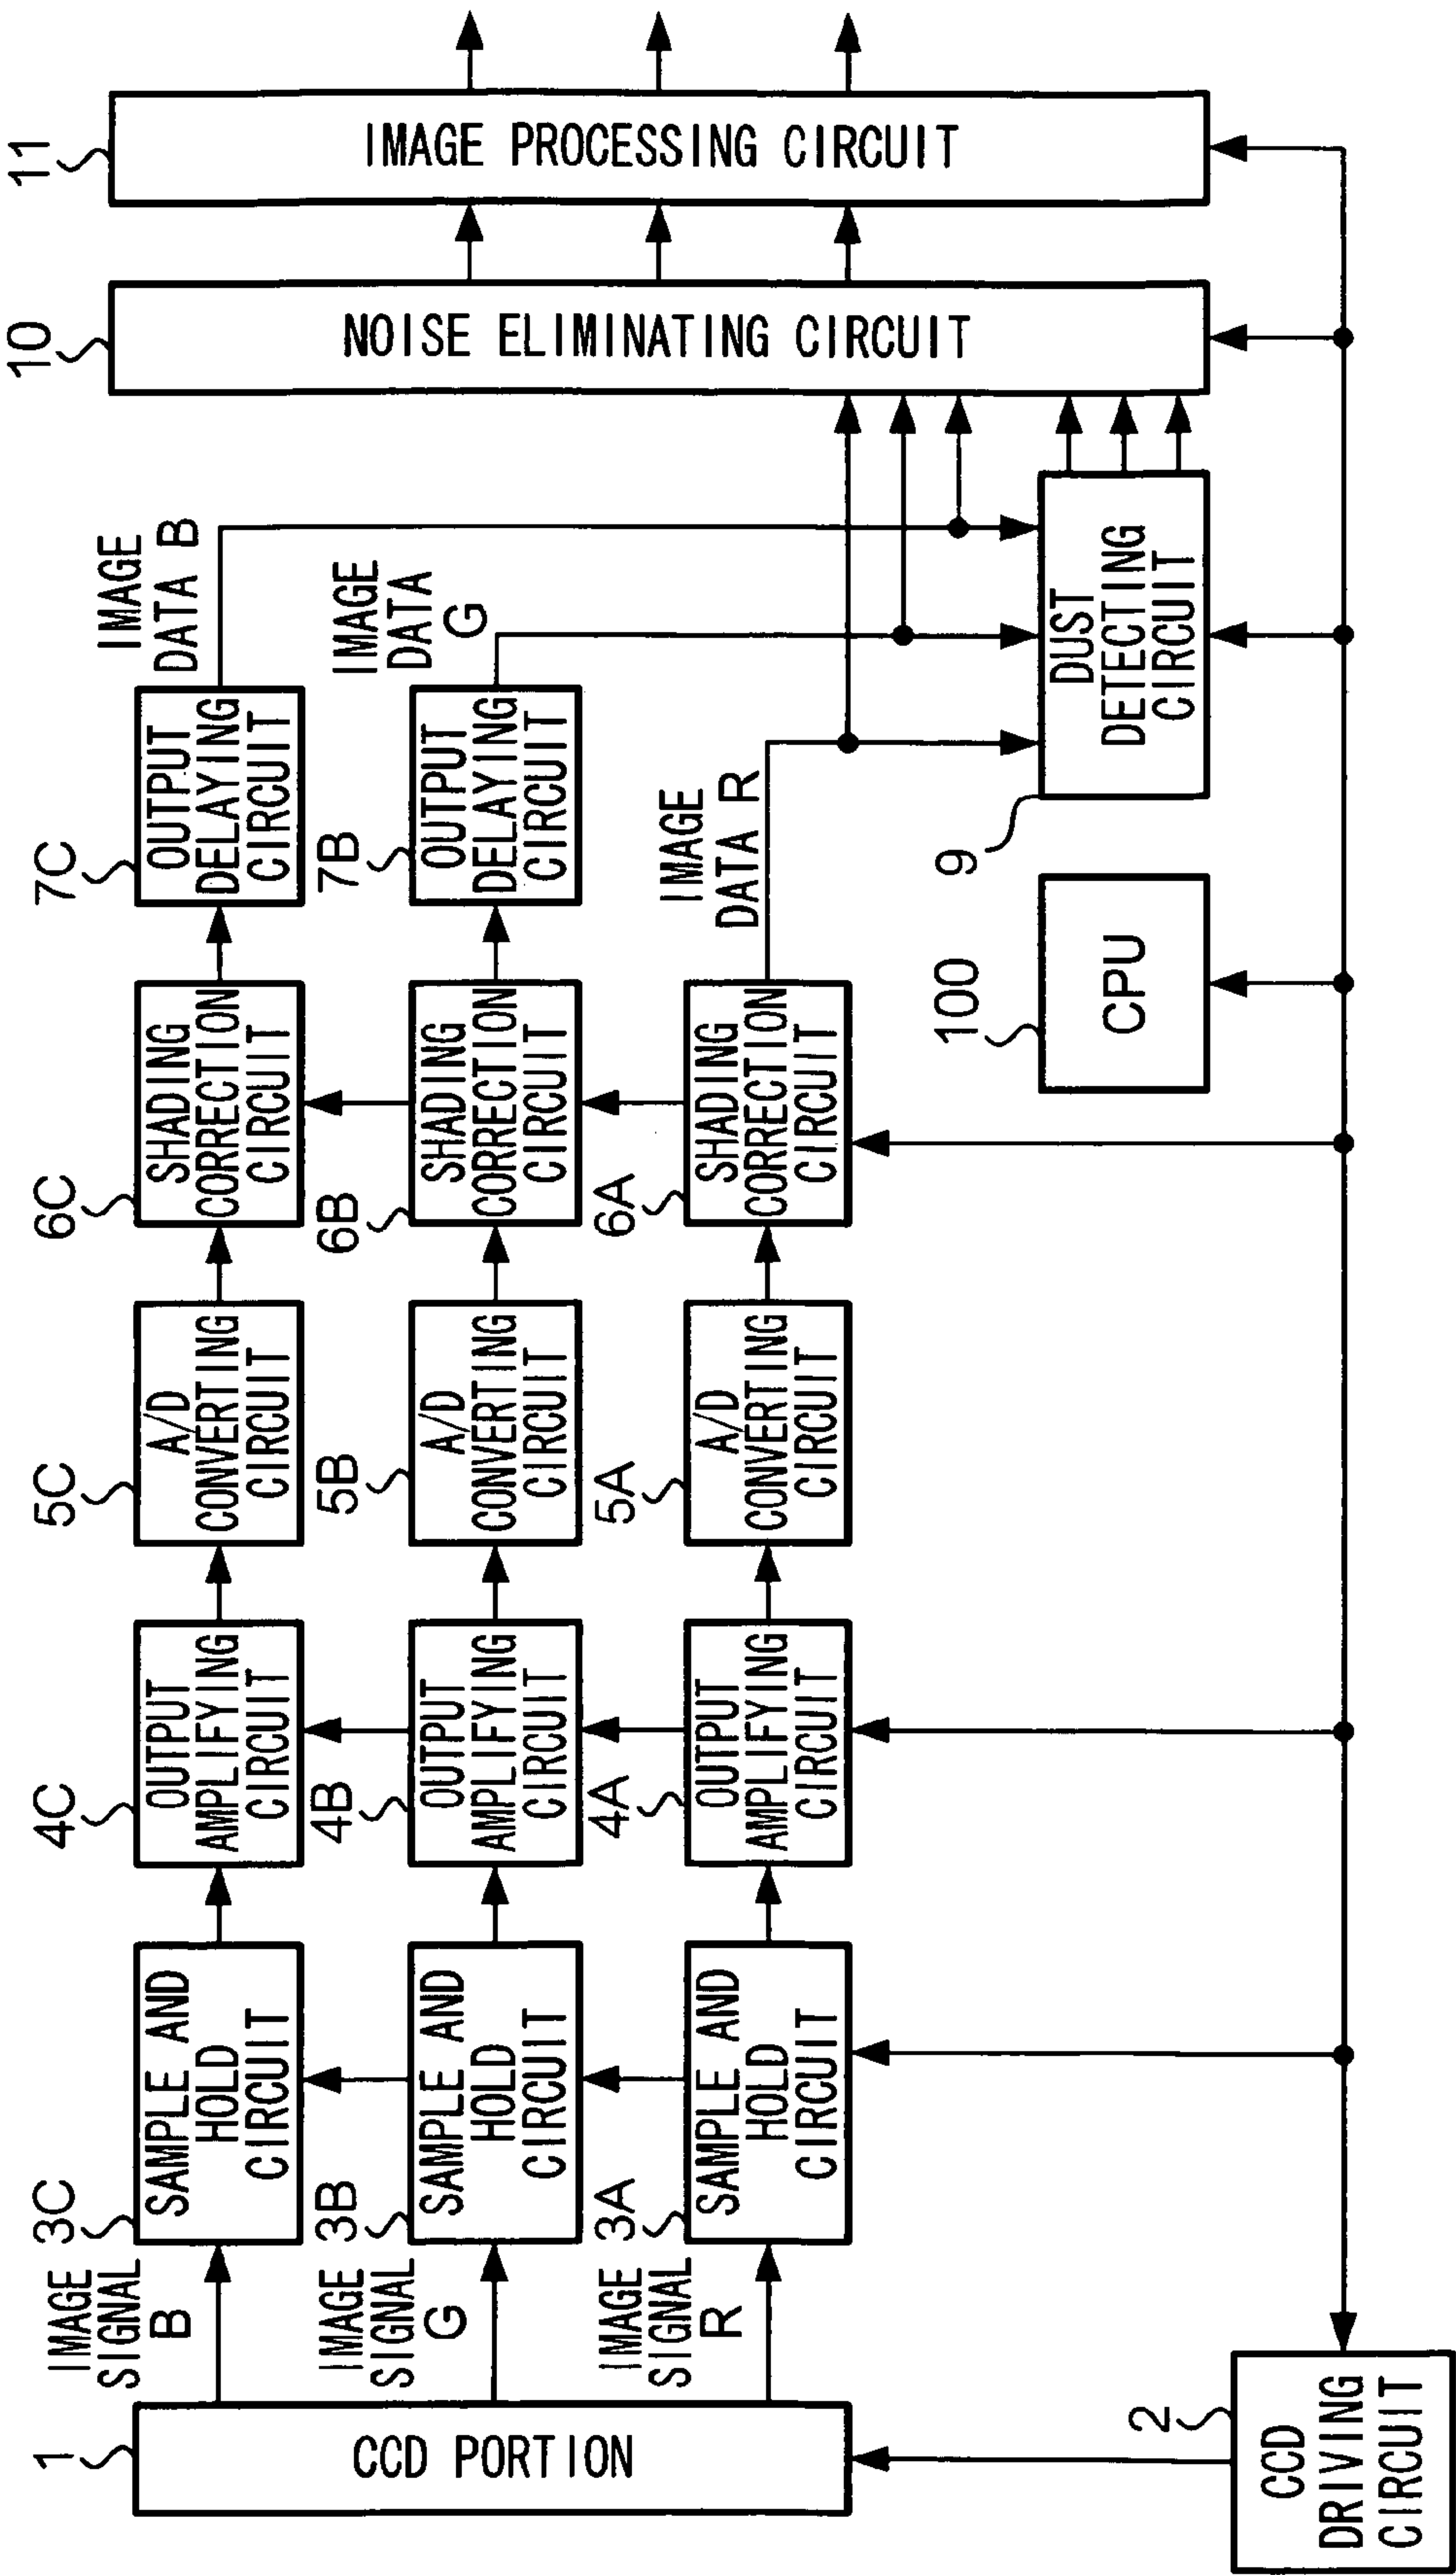 1
CCD PORTION
2
CCD
DRIVING
CIRCUIT
IMAGE
SIGNAL
B
3C
SAMPLE AND
HOLD
CIRCUIT
4C
OUTPUT
AMPLIFYING
CIRCUIT
5C
A/D
CONVERTING
CIRCUIT
6C
SHADING
CORRECTION
CIRCUIT
7C
OUTPUT
DELAYING
CIRCUIT
IMAGE
DATA B
IMAGE
SIGNAL
G
3B
SAMPLE AND
HOLD
CIRCUIT
4B
OUTPUT
AMPLIFYING
CIRCUIT
5B
A/D
CONVERTING
CIRCUIT
6B
SHADING
CORRECTION
CIRCUIT
7B
OUTPUT
DELAYING
CIRCUIT
IMAGE
DATA
G
IMAGE
SIGNAL
R
3A
SAMPLE AND
HOLD
CIRCUIT
4A
OUTPUT
AMPLIFYING
CIRCUIT
5A
A/D
CONVERTING
CIRCUIT
6A
SHADING
CORRECTION
CIRCUIT
IMAGE
DATA R
100
CPU
9
DUST
DETECTING
CIRCUIT
10
NOISE ELIMINATING CIRCUIT
11
IMAGE PROCESSING CIRCUIT